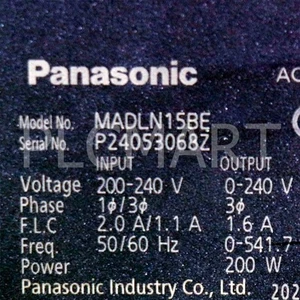 Panasonic AC
Model No. MADLN15BE
Serial No. P24053068Z
INPUT OUTPUT
Voltage 200-240 V 0-240 V
Phase 1ϕ/3ϕ 3ϕ
F.L.C 2.0 A/1.1 A 1.6 A
Freq. 50/60 Hz 0-541.7
Power 200 W
Panasonic Industry Co., Ltd. 202
PLCMART